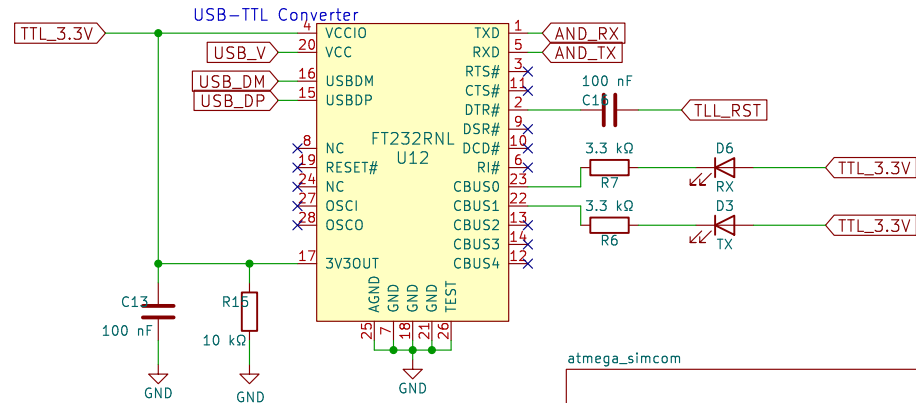 USB-TTL Converter
TTL_3.3V
4 VCCIO
TXD 1 AND_RX
USB_V 20 VCC
RXD 5 AND_TX
RTS# 3
USB_DM 16 USBDM
CTS# 11
100 nF
USB_DP 15 USBDP
DTR# 2
C16
TLL_RST
DSR# 9
FT232RNL
U12
8 NC
DCD# 10
3.3 kΩ
D6
19 RESET#
RI# 6
TTL_3.3V
24 NC
CBUS0 23
R7
RX
27 OSCI
CBUS1 22
3.3 kΩ
D3
28 OSCO
CBUS2 13
TTL_3.3V
CBUS3 14
R6
TX
17 3V3OUT
CBUS4 12
C13
100 nF
R15
10 kΩ
AGND GND GND GND TEST
25 7 18 21 26
GND
GND
GND
atmega_simcom